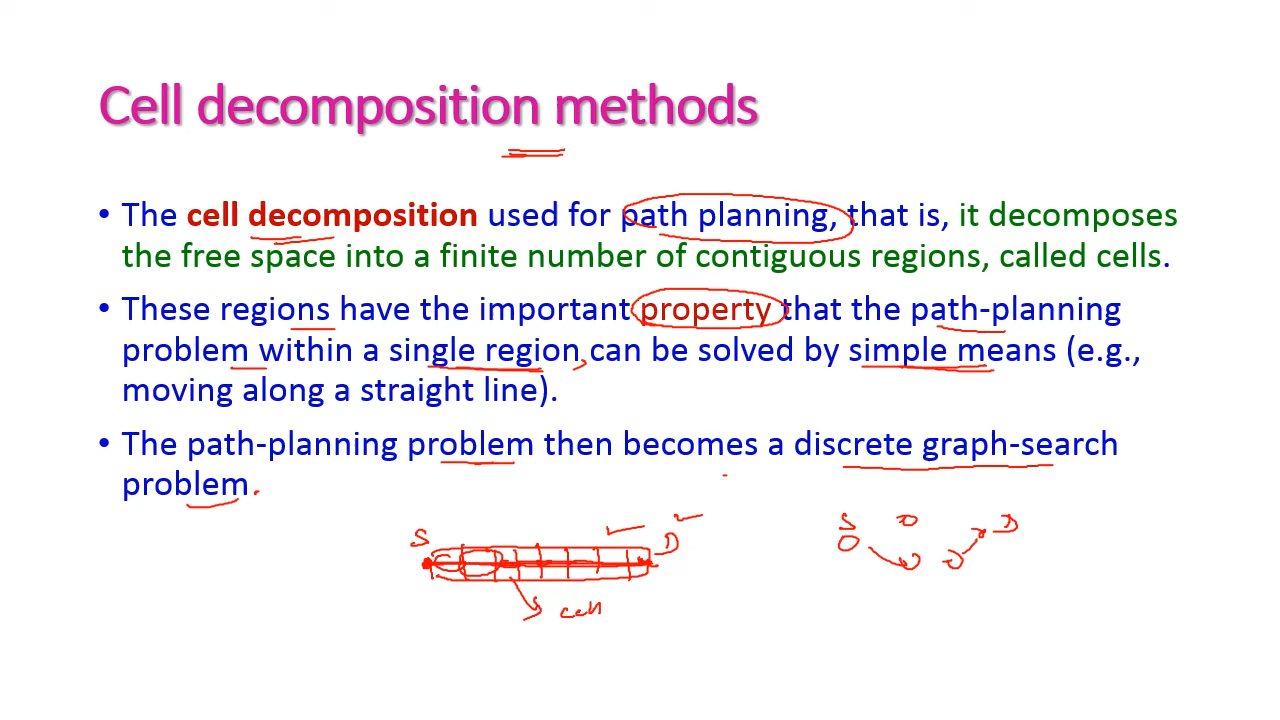 Cell decomposition methods
• The cell decomposition used for path planning, that is, it decomposes
the free space into a finite number of contiguous regions, called cells.
• These regions have the important property that the path-planning
problem within a single region can be solved by simple means (e.g.,
moving along a straight line).
• The path-planning problem then becomes a discrete graph-search
problem.
S D
cell
S D